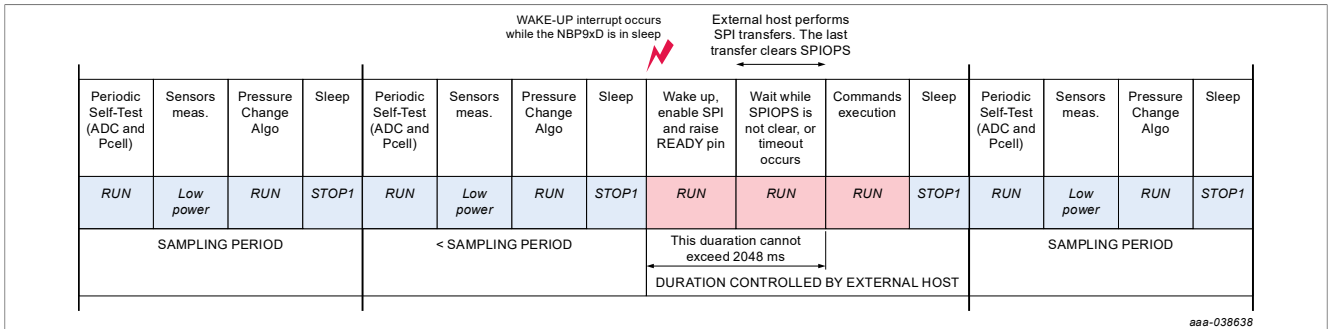 WAKE-UP interrupt occurs
while the NBP9xD is in sleep
External host performs
SPI transfers. The last
transfer clears SPIOPS
Periodic
Self-Test
(ADC and
Pcell)
Sensors
meas.
Pressure
Change
Algo
Sleep
Periodic
Self-Test
(ADC and
Pcell)
Sensors
meas.
Pressure
Change
Algo
Sleep
Wake up,
enable SPI
and raise
READY pin
Wait while
SPIOPS is
not clear, or
timeout
occurs
Commands
execution
Sleep
Periodic
Self-Test
(ADC and
Pcell)
Sensors
meas.
Pressure
Change
Algo
Sleep
RUN
Low
power
RUN
STOP1
RUN
Low
power
RUN
STOP1
RUN
RUN
RUN
STOP1
RUN
Low
power
RUN
STOP1
SAMPLING PERIOD
< SAMPLING PERIOD
This duaration cannot
exceed 2048 ms
DURATION CONTROLLED BY EXTERNAL HOST
SAMPLING PERIOD
aaa-038638